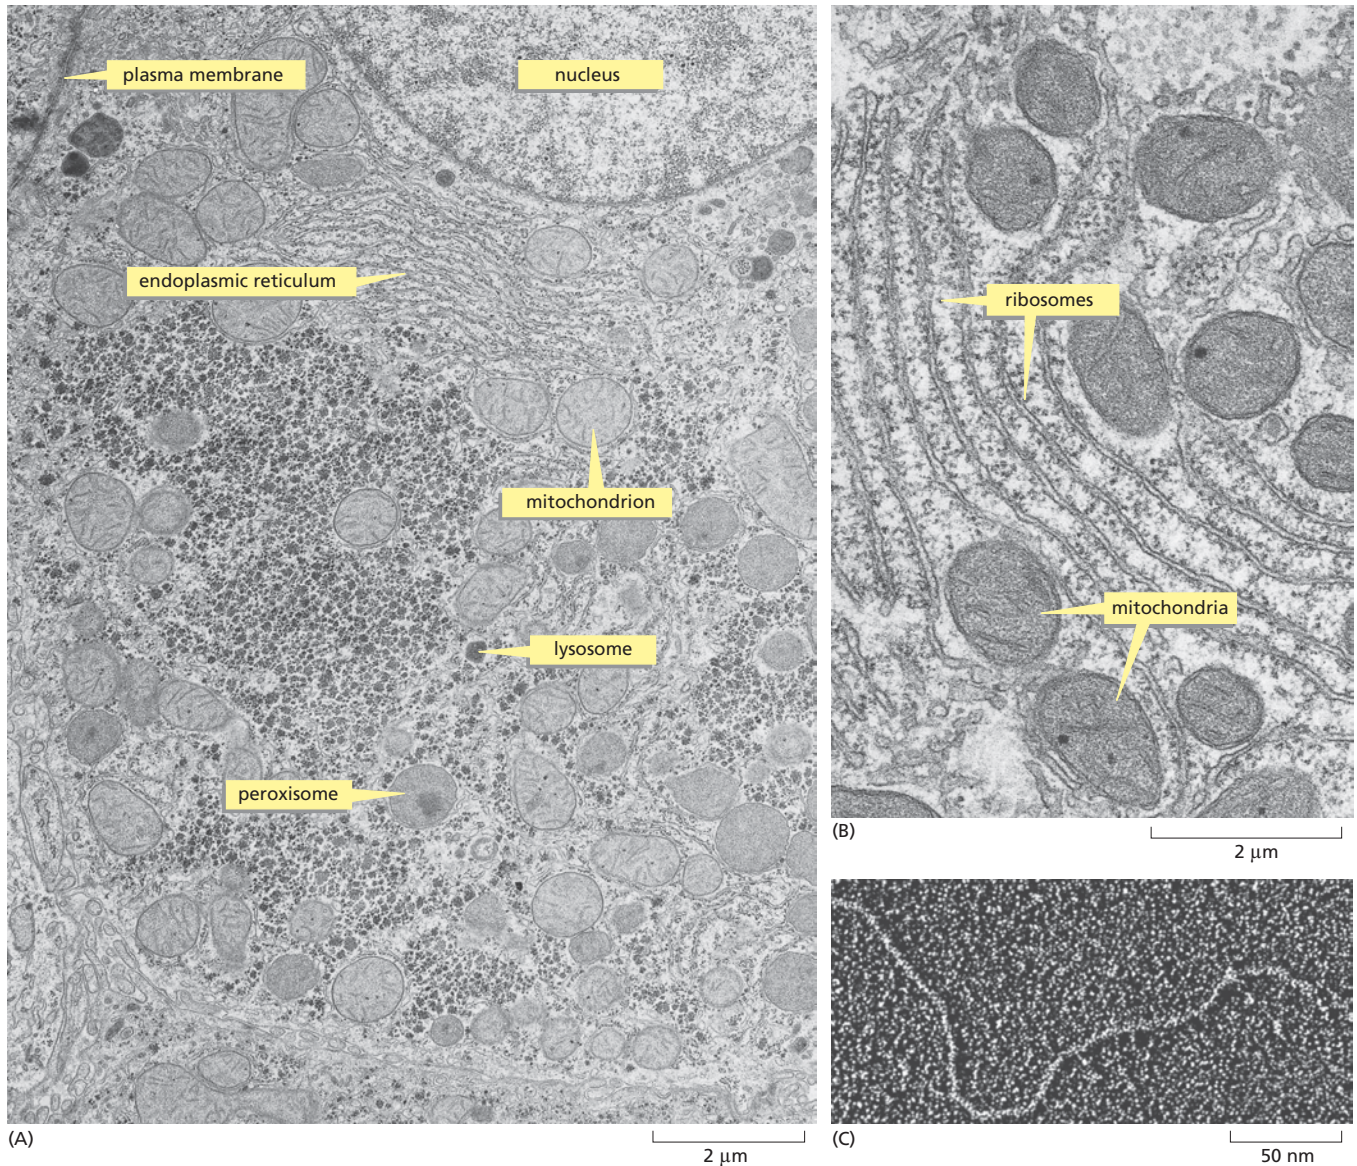 plasma membrane
nucleus
endoplasmic reticulum
mitochondrion
lysosome
peroxisome
(A)
2 μm
ribosomes
mitochondria
(B)
2 μm
(C)
50 nm